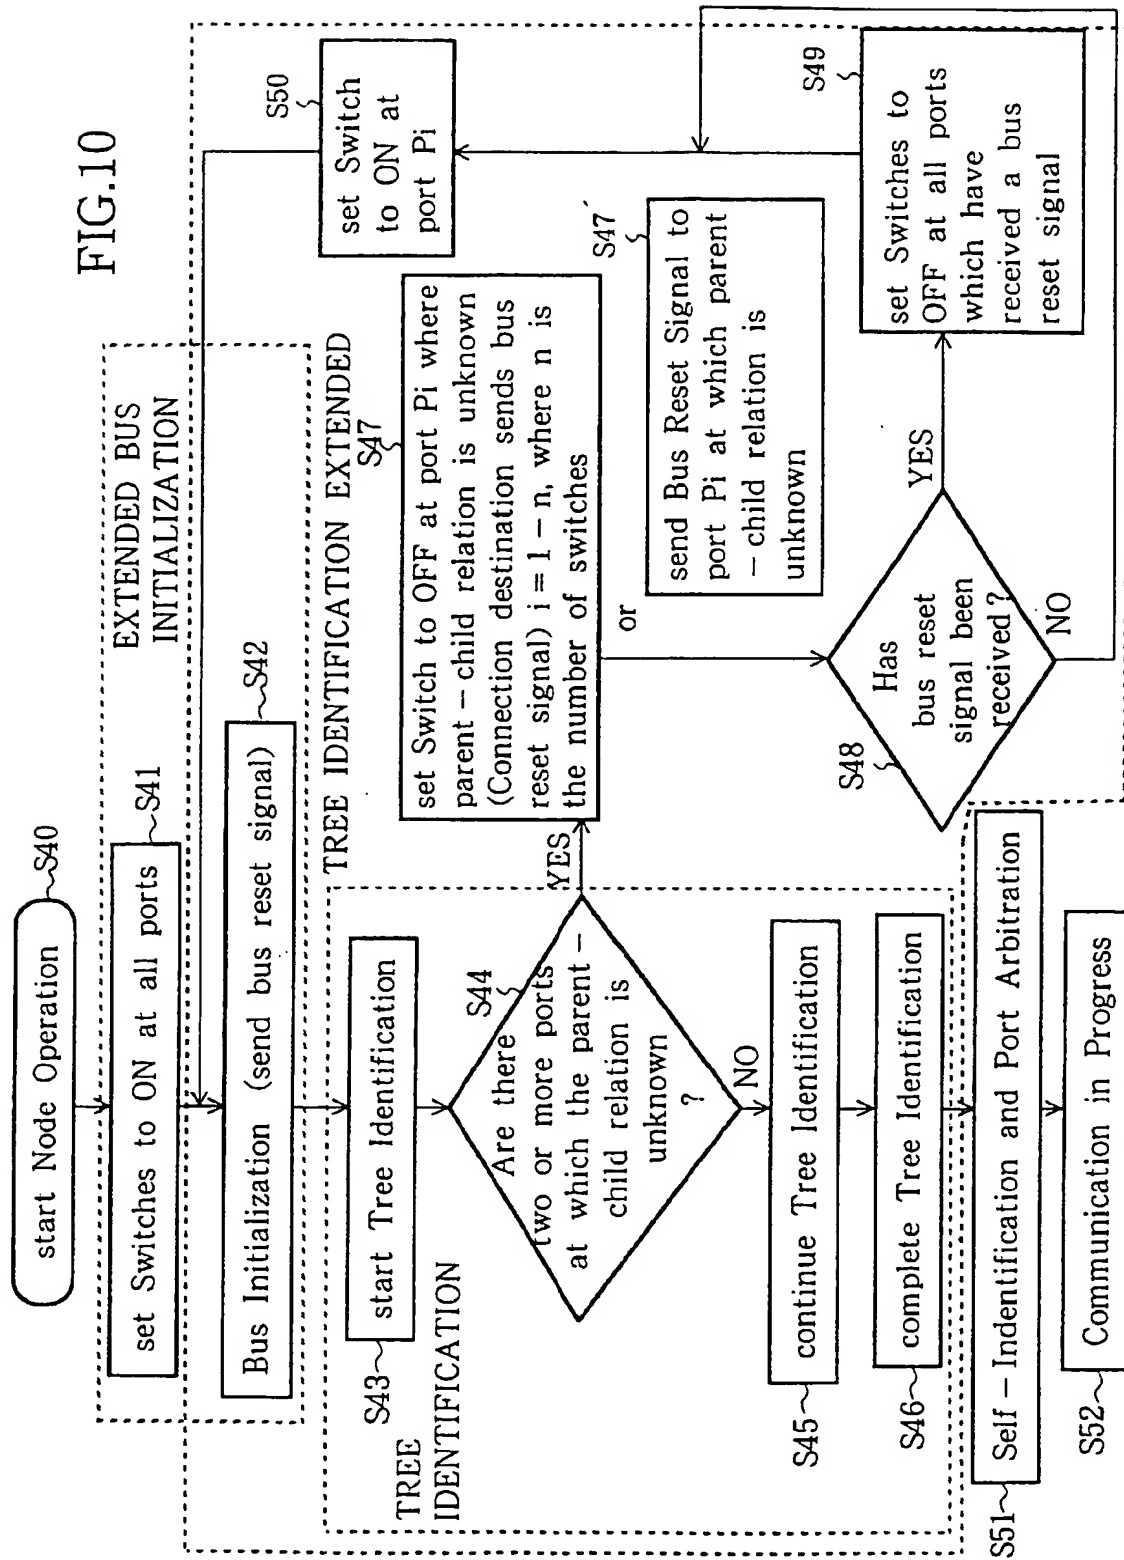 FIG.10
start Node Operation
S40
EXTENDED BUS
INITIALIZATION
set Switches to ON at all ports
S41
Bus Initialization (send bus reset signal)
S42
TREE IDENTIFICATION EXTENDED
TREE
IDENTIFICATION
S43
start Tree Identification
S44
Are there
two or more ports
at which the parent –
child relation is
unknown
?
YES
NO
S45
continue Tree Identification
S46
complete Tree Identification
S47
set Switch to OFF at port Pi where
parent – child relation is unknown
(Connection destination sends bus
reset signal) i = 1 – n, where n is
the number of switches
or
S47'
send Bus Reset Signal to
port Pi at which parent
– child relation is
unknown
S48
Has
bus reset
signal been
received ?
YES
NO
S49
set Switches to
OFF at all ports
which have
received a bus
reset signal
S50
set Switch
to ON at
port Pi
S51
Self – Indentification and Port Arbitration
S52
Communication in Progress